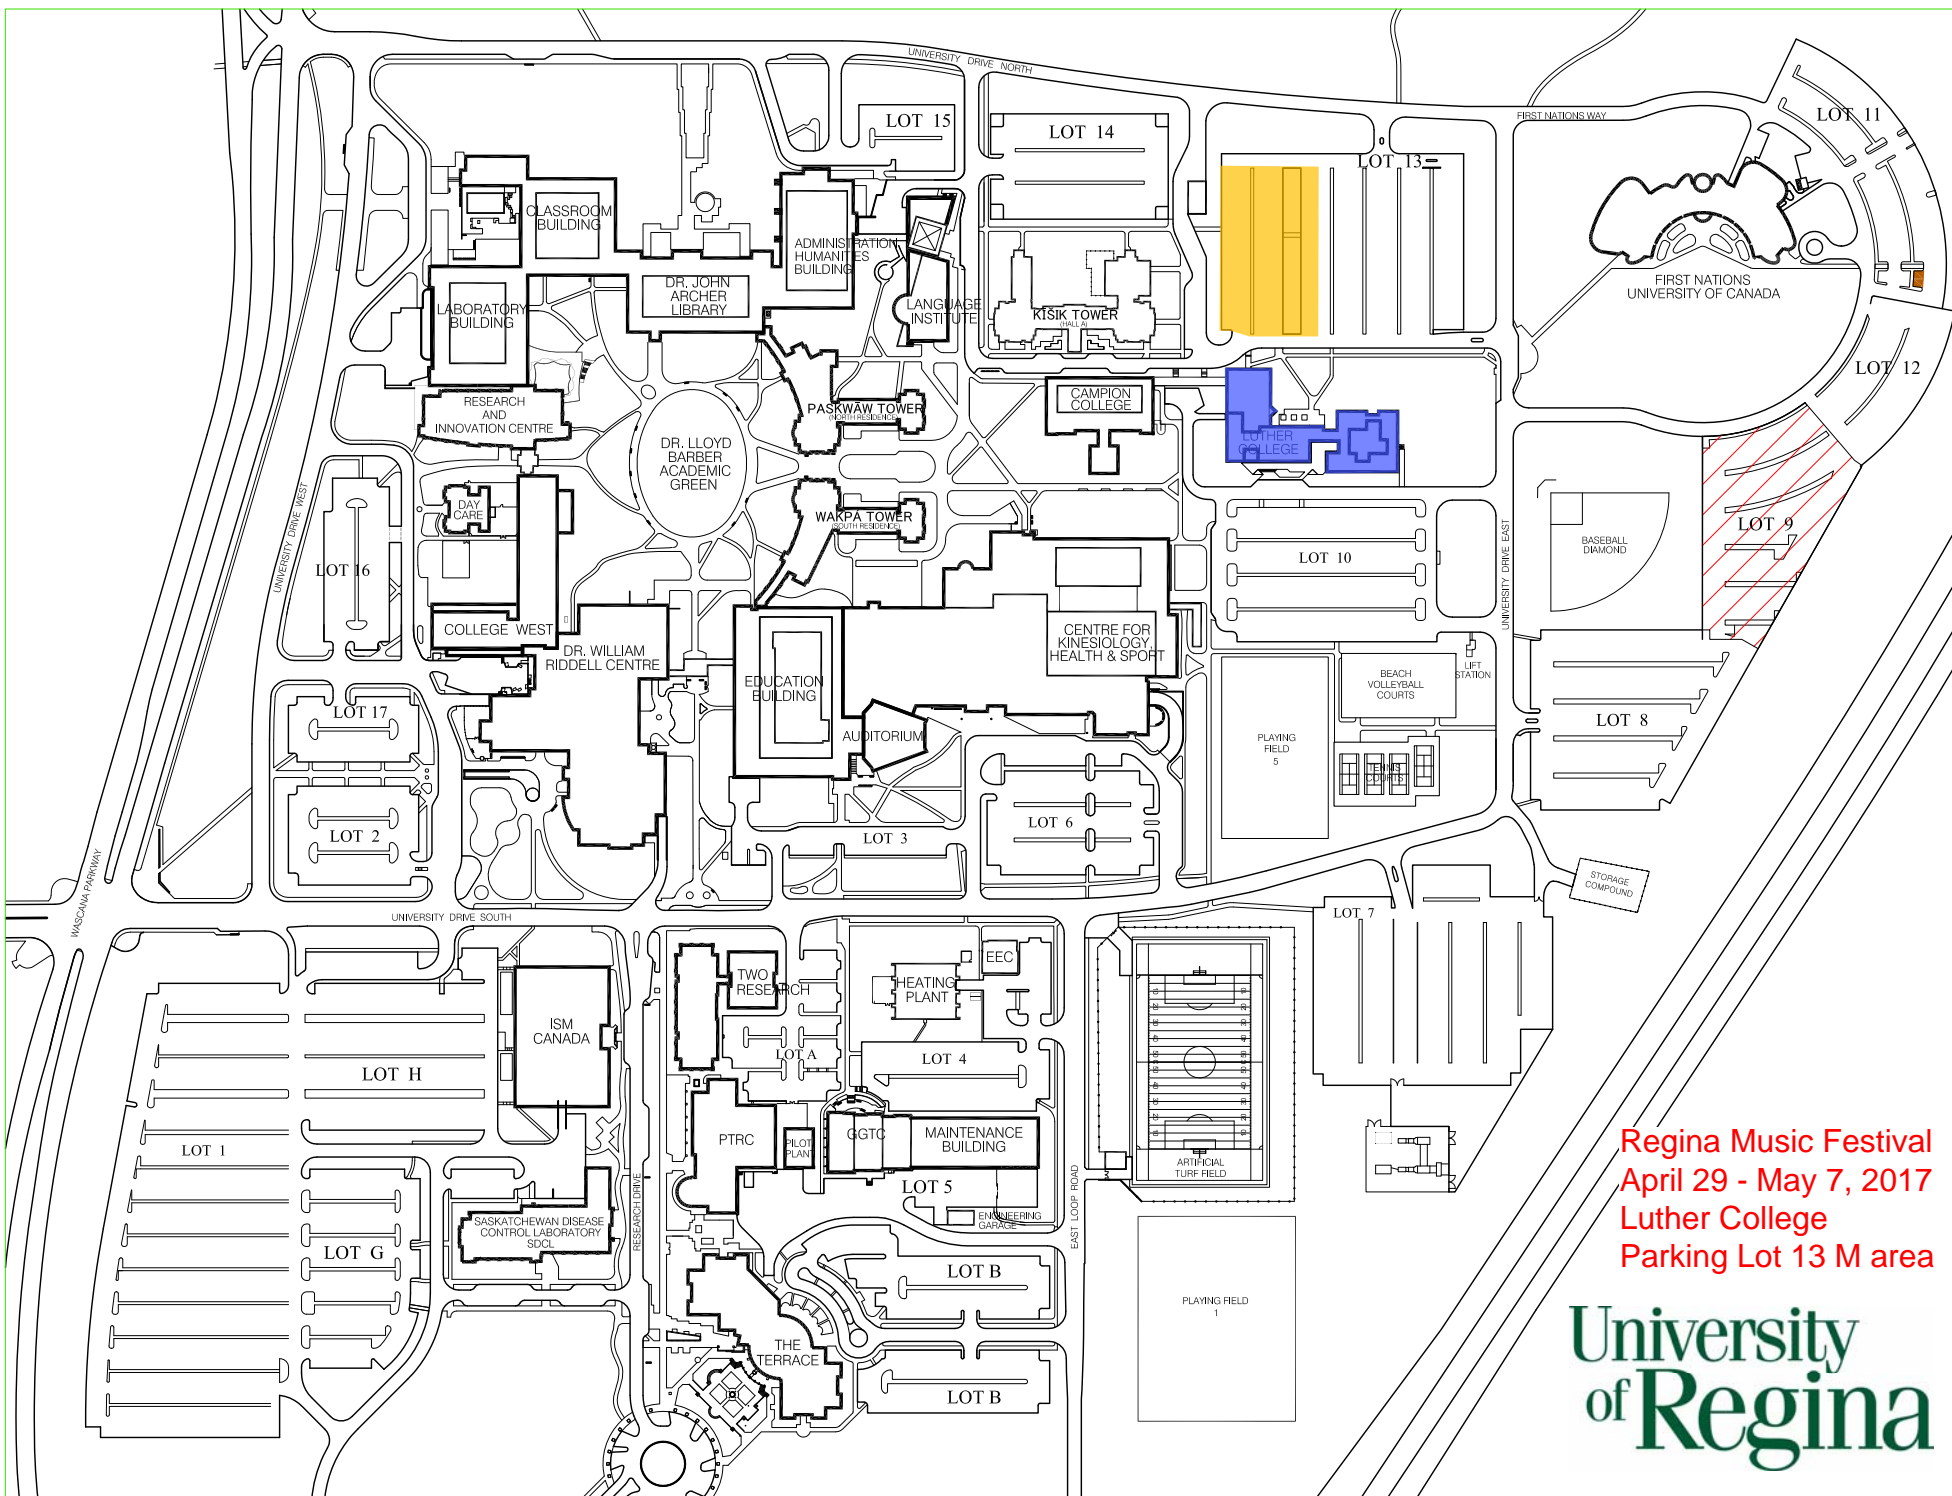 UNIVERSITY DRIVE NORTH
FIRST NATIONS WAY
LOT 11
LOT 15
LOT 14
LOT 13
CLASSROOM
BUILDING
ADMINISTRATION
HUMANITIES
BUILDING
DR. JOHN
ARCHER
LIBRARY
LABORATORY
BUILDING
LANGUAGE
INSTITUTE
KĪŠIK TOWER
(HALL A)
FIRST NATIONS
UNIVERSITY OF CANADA
LOT 12
RESEARCH
AND
INNOVATION CENTRE
PASKWĀW TOWER
(NORTH RESIDENCE)
CAMPION
COLLEGE
LUTHER
COLLEGE
DR. LLOYD
BARBER
ACADEMIC
GREEN
DAY
CARE
WAKPĀ TOWER
(SOUTH RESIDENCE)
UNIVERSITY DRIVE WEST
LOT 16
LOT 10
UNIVERSITY DRIVE EAST
BASEBALL
DIAMOND
LOT 9
COLLEGE WEST
DR. WILLIAM
RIDDELL CENTRE
CENTRE FOR
KINESIOLOGY,
HEALTH & SPORT
EDUCATION
BUILDING
BEACH
VOLLEYBALL
COURTS
LIFT
STATION
LOT 17
AUDITORIUM
PLAYING
FIELD
5
TENNIS
COURTS
LOT 8
LOT 2
LOT 3
LOT 6
STORAGE
COMPOUND
WASCANA PARKWAY
UNIVERSITY DRIVE SOUTH
LOT 7
TWO
RESEARCH
HEATING
PLANT
EEC
ISM
CANADA
LOT A
LOT 4
LOT H
LOT 1
PTRC
PILOT
PLANT
GGTC
MAINTENANCE
BUILDING
ARTIFICIAL
TURF FIELD
LOT 5
ENGINEERING
GARAGE
RESEARCH DRIVE
EAST LOOP ROAD
SASKATCHEWAN DISEASE
CONTROL LABORATORY
SDCL
LOT G
LOT B
PLAYING FIELD
1
THE
TERRACE
LOT B
Regina Music Festival
April 29 - May 7, 2017
Luther College
Parking Lot 13 M area
University
of Regina